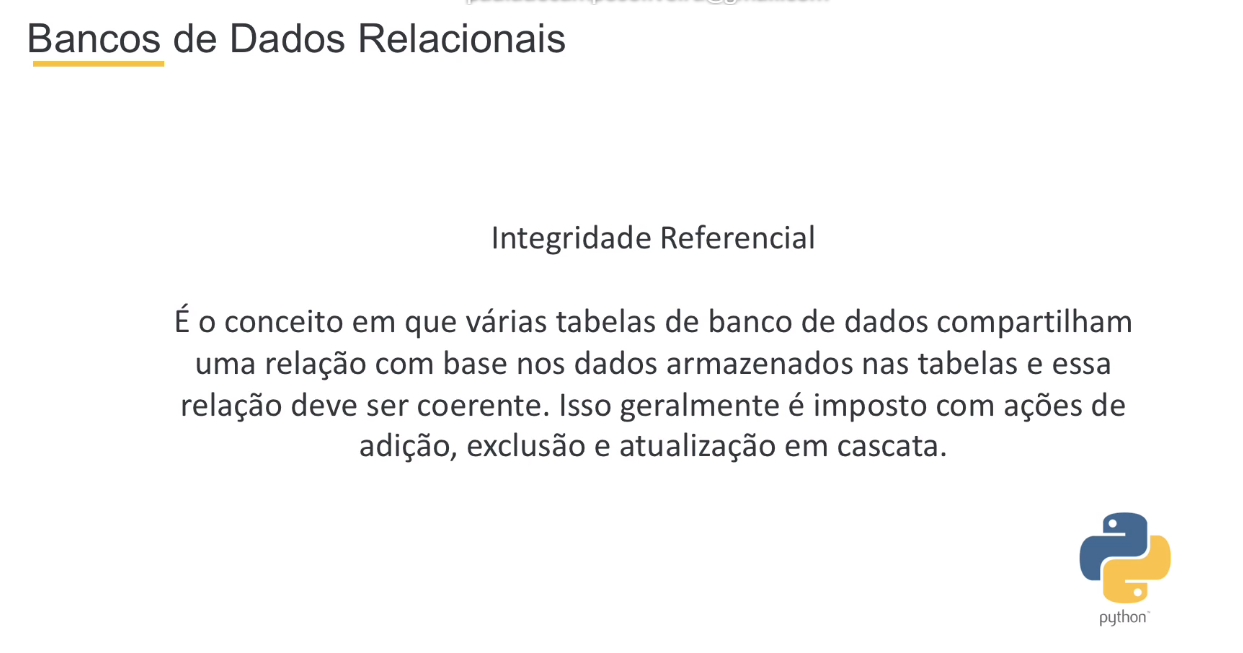 Bancos de Dados Relacionais
Integridade Referencial
É o conceito em que várias tabelas de banco de dados compartilham
uma relação com base nos dados armazenados nas tabelas e essa
relação deve ser coerente. Isso geralmente é imposto com ações de
adição, exclusão e atualização em cascata.
python